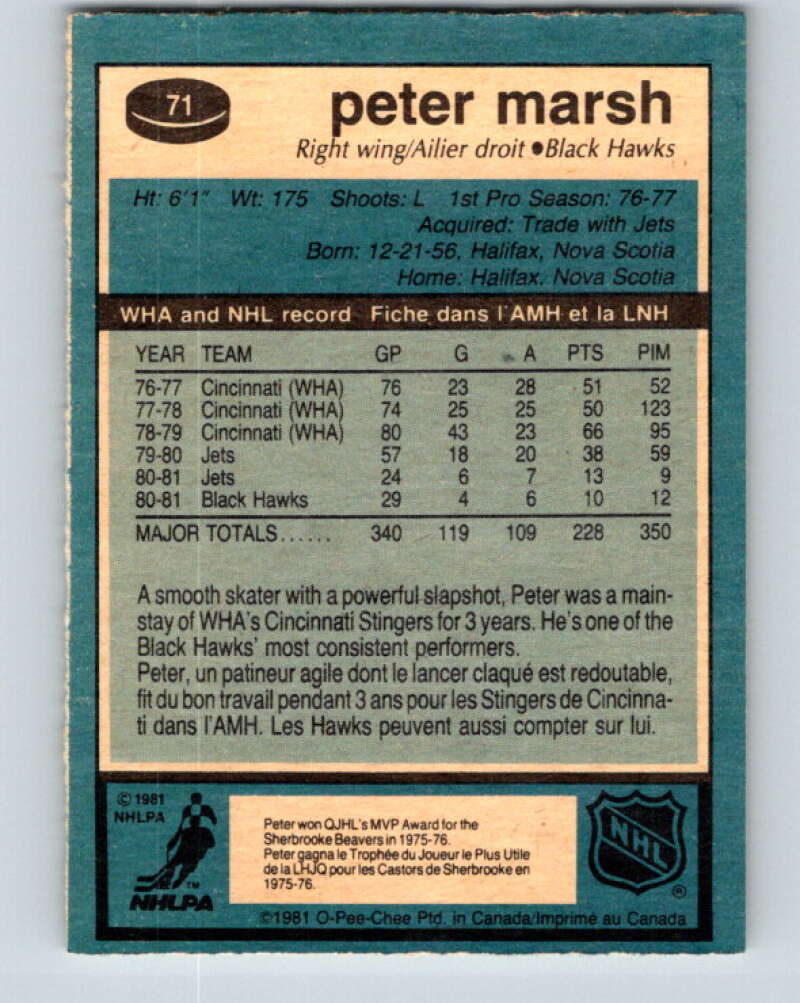 71
peter marsh
Right wing/Ailier droit ●Black Hawks
Ht: 6'1" Wt: 175 Shoots: L 1st Pro Season: 76-77
Acquired: Trade with Jets
Born: 12-21-56, Halifax, Nova Scotia
Home: Halifax, Nova Scotia
WHA and NHL record Fiche dans l'AMH et la LNH
YEAR TEAM GP G A PTS PIM
76-77 Cincinnati (WHA) 76 23 28 51 52
77-78 Cincinnati (WHA) 74 25 25 50 123
78-79 Cincinnati (WHA) 80 43 23 66 95
79-80 Jets 57 18 20 38 59
80-81 Jets 24 6 7 13 9
80-81 Black Hawks 29 4 6 10 12
MAJOR TOTALS...... 340 119 109 228 350
A smooth skater with a powerful slapshot, Peter was a main-
stay of WHA's Cincinnati Stingers for 3 years. He's one of the
Black Hawks' most consistent performers.
Peter, un patineur agile dont le lancer claqué est redoutable,
fit du bon travail pendant 3 ans pour les Stingers de Cincinna-
ti dans l'AMH. Les Hawks peuvent aussi compter sur lui.
© 1981
NHLPA
TM
NHLPA
Peter won QJHL's MVP Award for the
Sherbrooke Beavers in 1975-76.
Peter gagna le Trophée du Joueur le Plus Utile
de la LHJQ pour les Castors de Sherbrooke en
1975-76.
NHL
®
©1981 O-Pee-Chee Ptd. in Canada/Imprimé au Canada